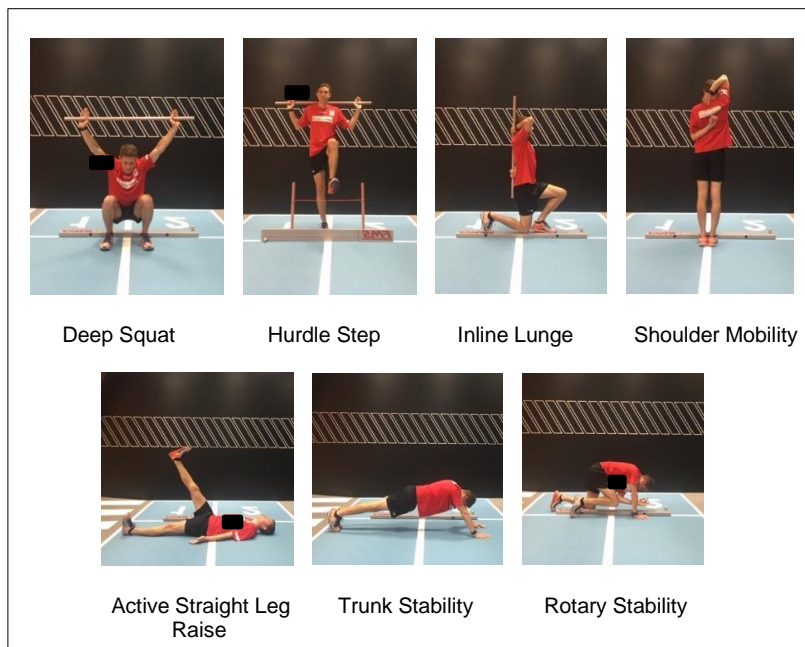 Deep Squat
Hurdle Step
Inline Lunge
Shoulder Mobility
Active Straight Leg
Raise
Trunk Stability
Rotary Stability